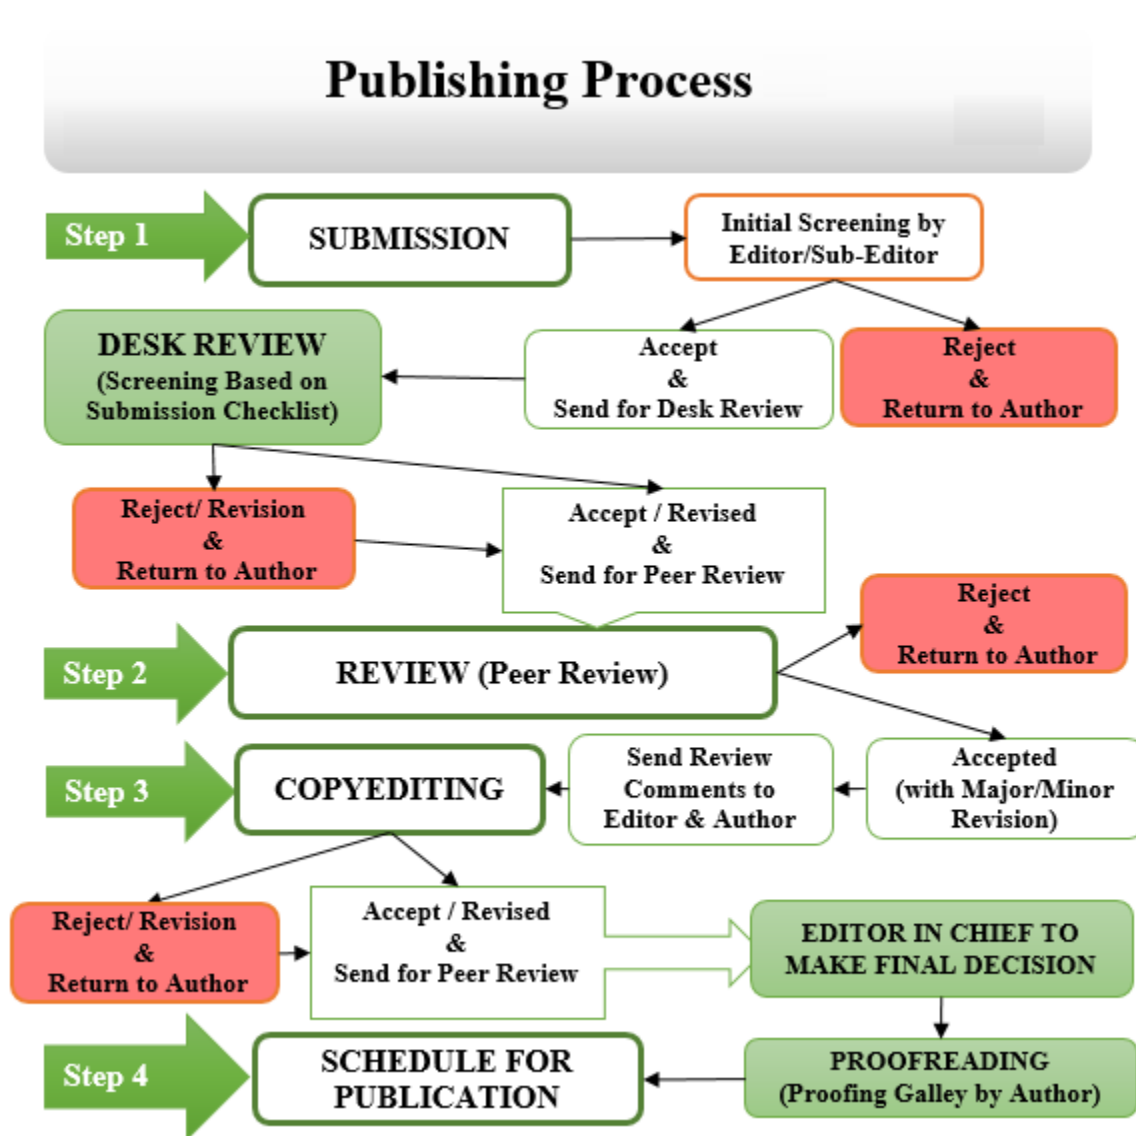 Publishing Process
Step 1
SUBMISSION
Initial Screening by
Editor/Sub-Editor
DESK REVIEW
(Screening Based on
Submission Checklist)
Accept
&
Send for Desk Review
Reject
&
Return to Author
Reject/ Revision
&
Return to Author
Accept / Revised
&
Send for Peer Review
Reject
&
Return to Author
Step 2
REVIEW (Peer Review)
Step 3
COPYEDITING
Send Review
Comments to
Editor & Author
Accepted
(with Major/Minor
Revision)
Reject/ Revision
&
Return to Author
Accept / Revised
&
Send for Peer Review
EDITOR IN CHIEF TO
MAKE FINAL DECISION
Step 4
SCHEDULE FOR
PUBLICATION
PROOFREADING
(Proofing Galley by Author)